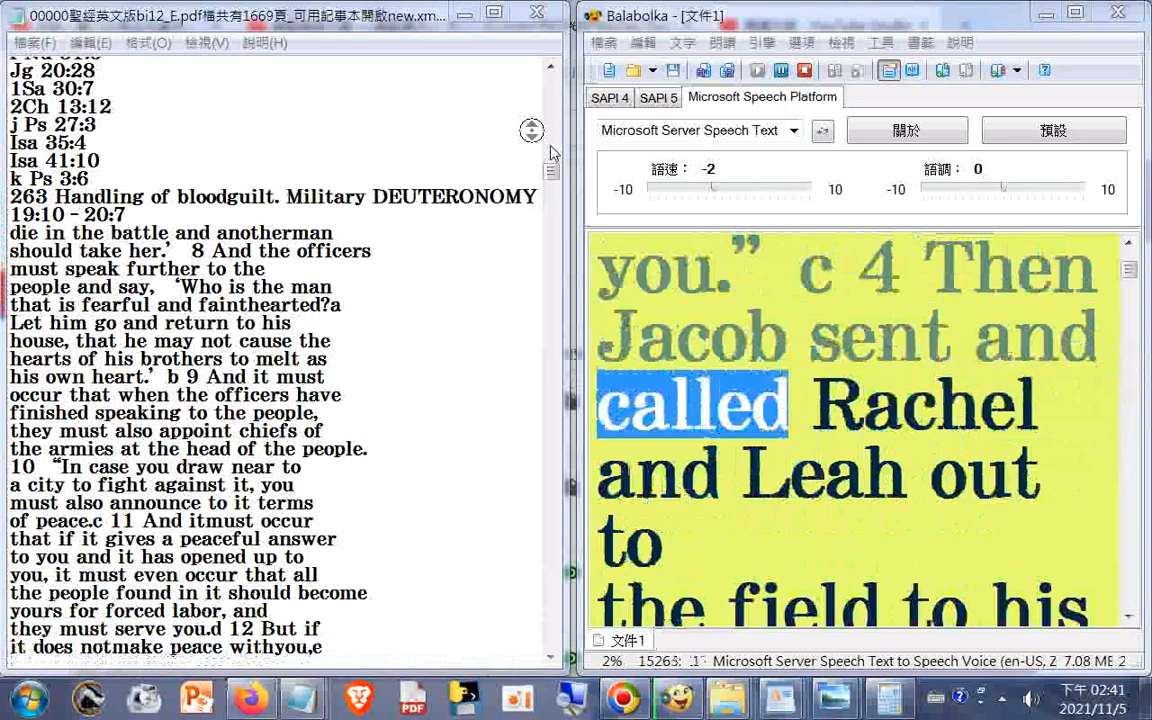 00000聖經英文版bi12_E.pdf檔共有1669頁_可用記事本開啟new.xm...
檔案(F) 編輯(E) 格式(O) 檢視(V) 說明(H)
Jg 20:28
1Sa 30:7
2Ch 13:12
j Ps 27:3
Isa 35:4
Isa 41:10
k Ps 3:6
263 Handling of bloodguilt. Military DEUTERONOMY
19:10 - 20:7
die in the battle and anotherman
should take her.’ 8 And the officers
must speak further to the
people and say, ‘Who is the man
that is fearful and fainthearted?a
Let him go and return to his
house, that he may not cause the
hearts of his brothers to melt as
his own heart.’ b 9 And it must
occur that when the officers have
finished speaking to the people,
they must also appoint chiefs of
the armies at the head of the people.
10 “In case you draw near to
a city to fight against it, you
must also announce to it terms
of peace.c 11 And itmust occur
that if it gives a peaceful answer
to you and it has opened up to
you, it must even occur that all
the people found in it should become
yours for forced labor, and
they must serve you.d 12 But if
it does notmake peace withyou,e
Balabolka - [文件1]
檔案 編輯 文字 朗讀 引擎 選項 檢視 工具 書籤 說明
SAPI 4 SAPI 5 Microsoft Speech Platform
Microsoft Server Speech Text 關於 預設
語速： -2 語調： 0
-10 10 -10 10
you.” c 4 Then
Jacob sent and
called Rachel
and Leah out
to
the field to his
文件1
2% Microsoft Server Speech Text to Speech Voice (en-US, Z 7.08 MB 2
PDF
下午 02:41
2021/11/5